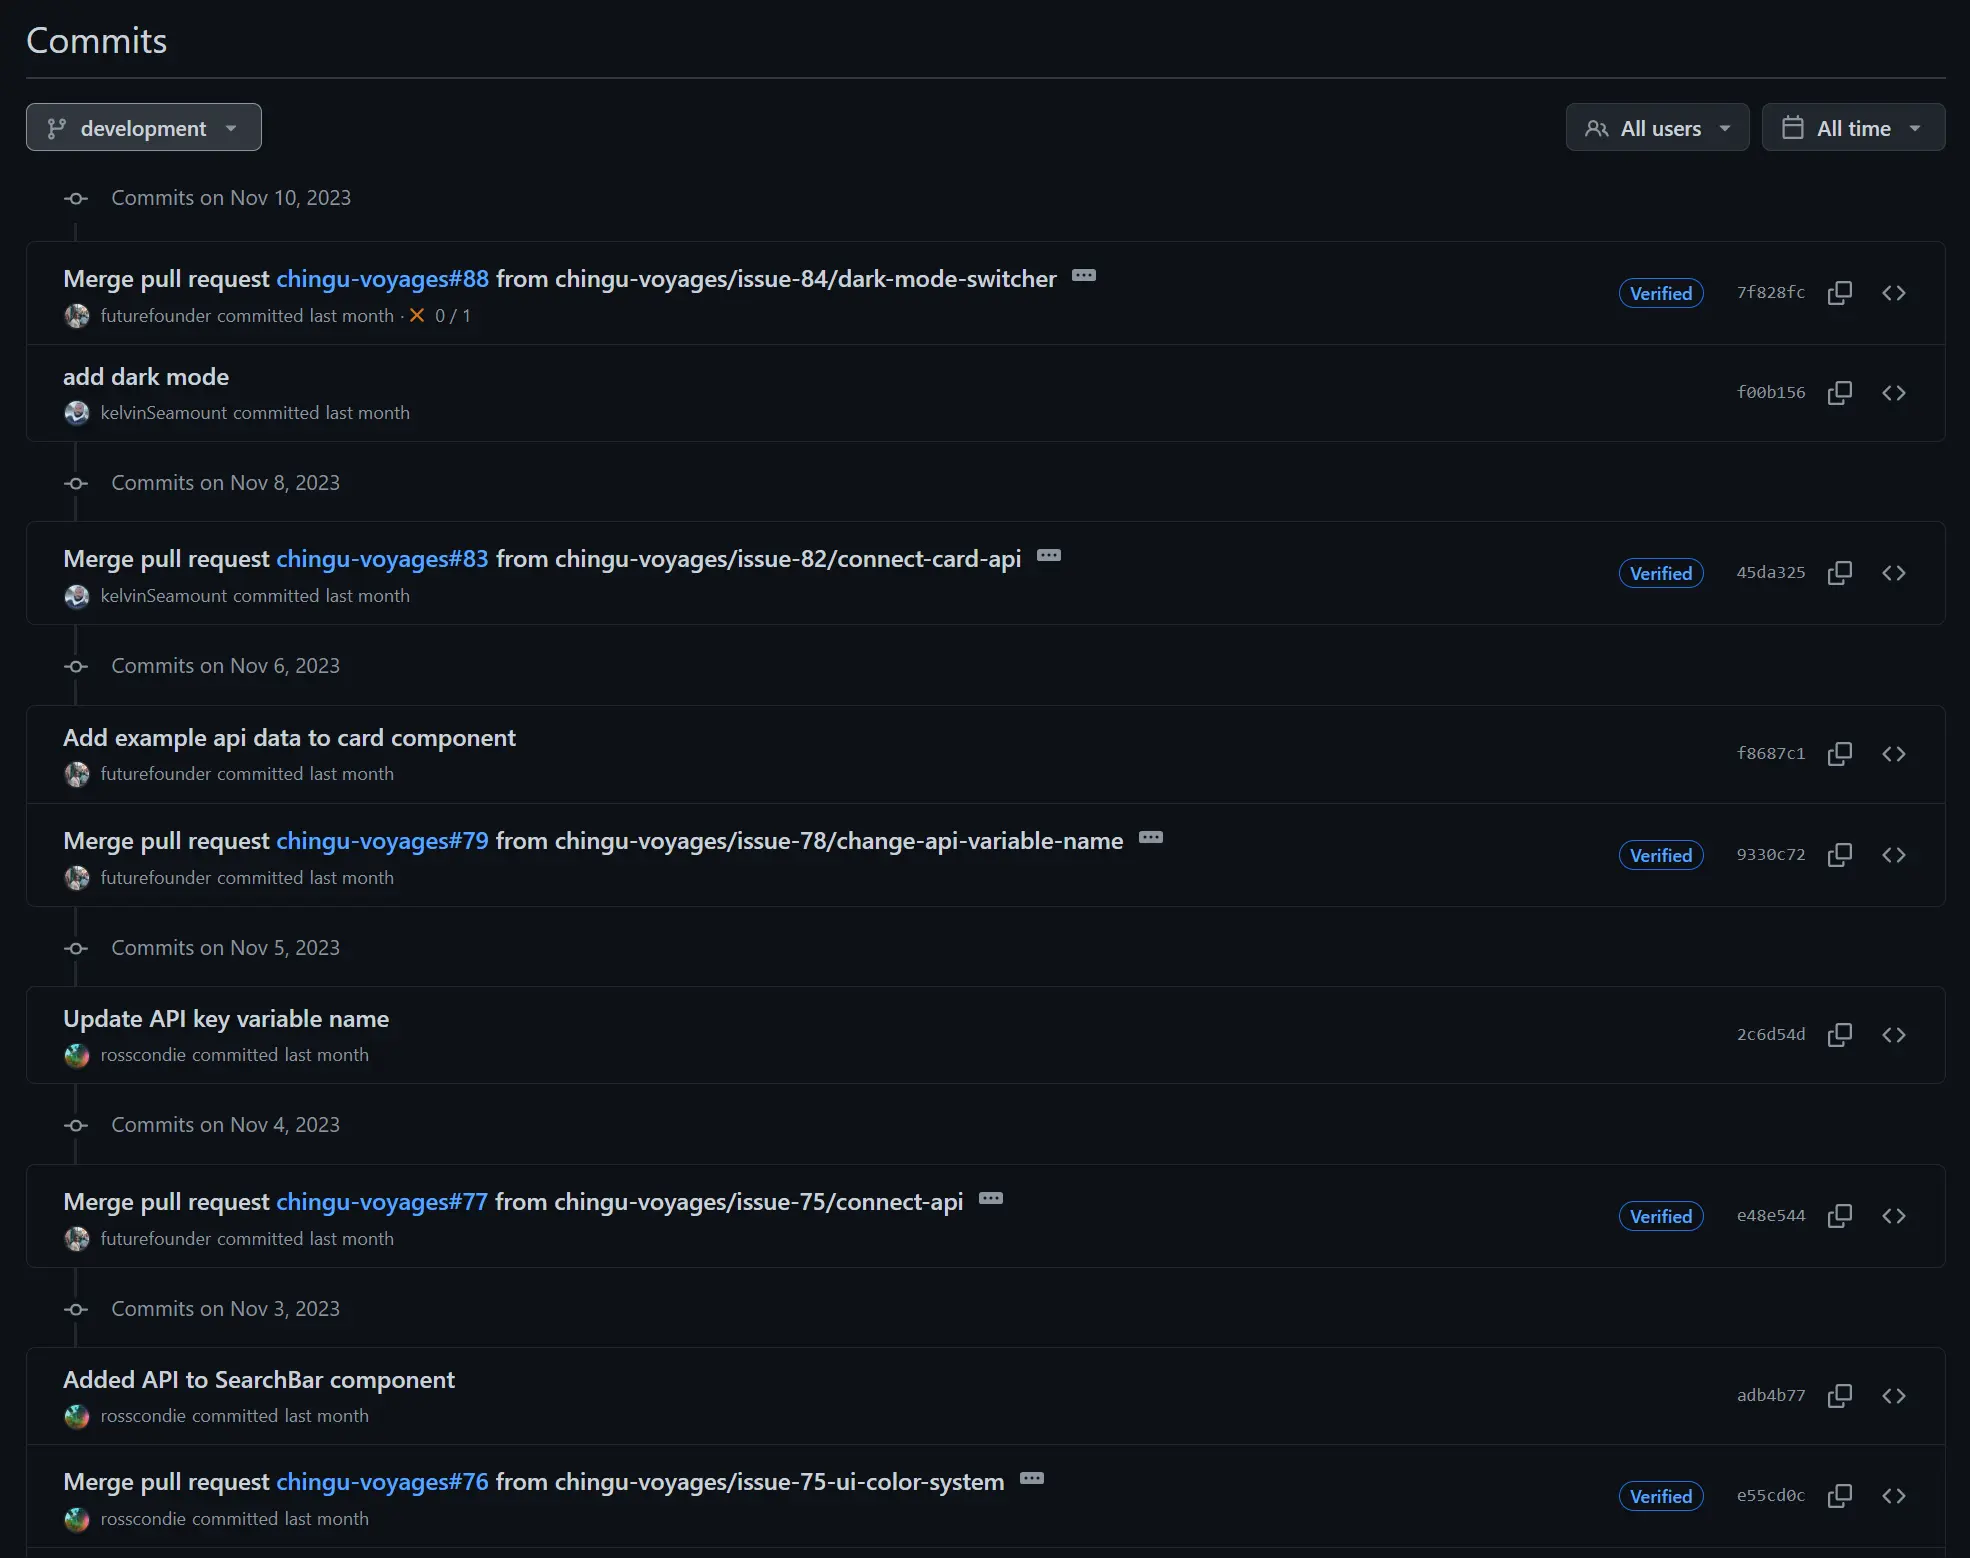 Commits
development
All users
All time
Commits on Nov 10, 2023
Merge pull request chingu-voyages#88 from chingu-voyages/issue-84/dark-mode-switcher
Verified
7f828fc
futurefounder committed last month · 0 / 1
add dark mode
f00b156
kelvinSeamount committed last month
Commits on Nov 8, 2023
Merge pull request chingu-voyages#83 from chingu-voyages/issue-82/connect-card-api
Verified
45da325
kelvinSeamount committed last month
Commits on Nov 6, 2023
Add example api data to card component
f8687c1
futurefounder committed last month
Merge pull request chingu-voyages#79 from chingu-voyages/issue-78/change-api-variable-name
Verified
9330c72
futurefounder committed last month
Commits on Nov 5, 2023
Update API key variable name
2c6d54d
rosscondie committed last month
Commits on Nov 4, 2023
Merge pull request chingu-voyages#77 from chingu-voyages/issue-75/connect-api
Verified
e48e544
futurefounder committed last month
Commits on Nov 3, 2023
Added API to SearchBar component
adb4b77
rosscondie committed last month
Merge pull request chingu-voyages#76 from chingu-voyages/issue-75-ui-color-system
Verified
e55cd0c
rosscondie committed last month